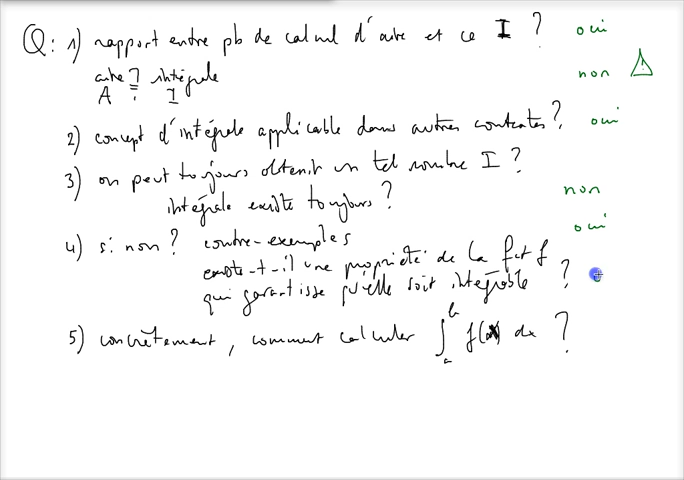 Q: 1) rapport entre pb de calcul d'aire et ce I ? oui
aire ?= intégrale non !
A I
2) concept d'intégrale applicable dans autres contextes ? oui
3) on peut toujours obtenir un tel nombre I ?
intégrale existe toujours ? non
4) si non ? contre-exemples oui
existe-t-il une propriété de la fct f
qui garantisse qu'elle soit intégrable ?
5) concrètement, comment calculer ∫_a^b f(x) dx ?